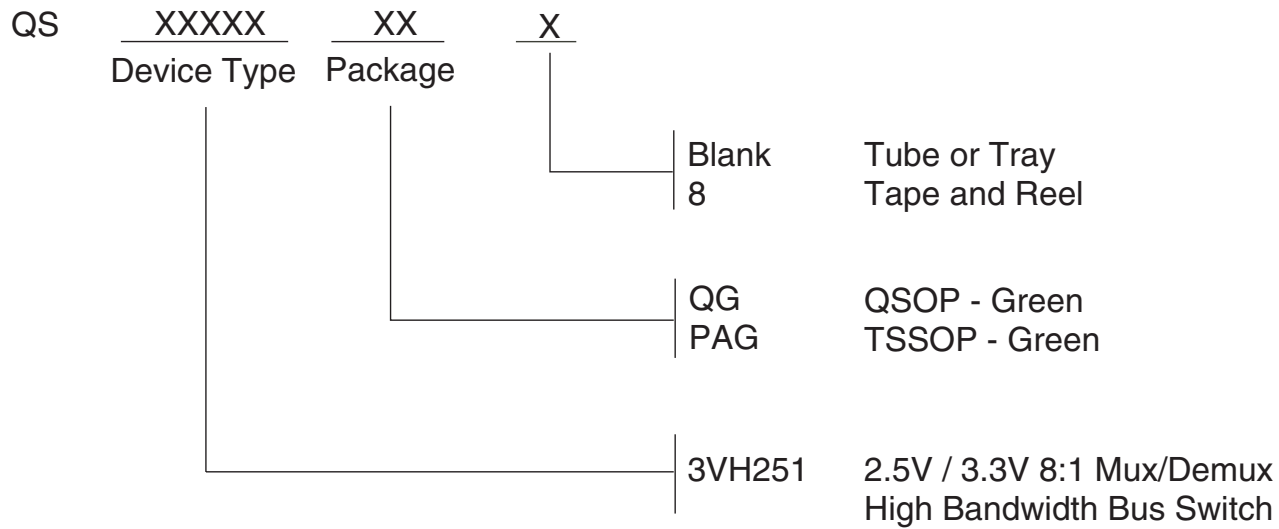 QS XXXXX XX X
Device Type Package
Blank Tube or Tray
8 Tape and Reel
QG QSOP - Green
PAG TSSOP - Green
3VH251 2.5V / 3.3V 8:1 Mux/Demux
High Bandwidth Bus Switch